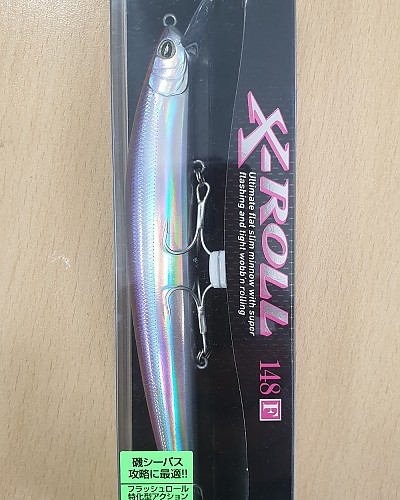 X-ROLL
148 F
Ultimate flat slim minnow with super
flashing and tight wobb'n rolling
磯シーバス
攻略に最適!!
フラッシュロール
特化型アクション